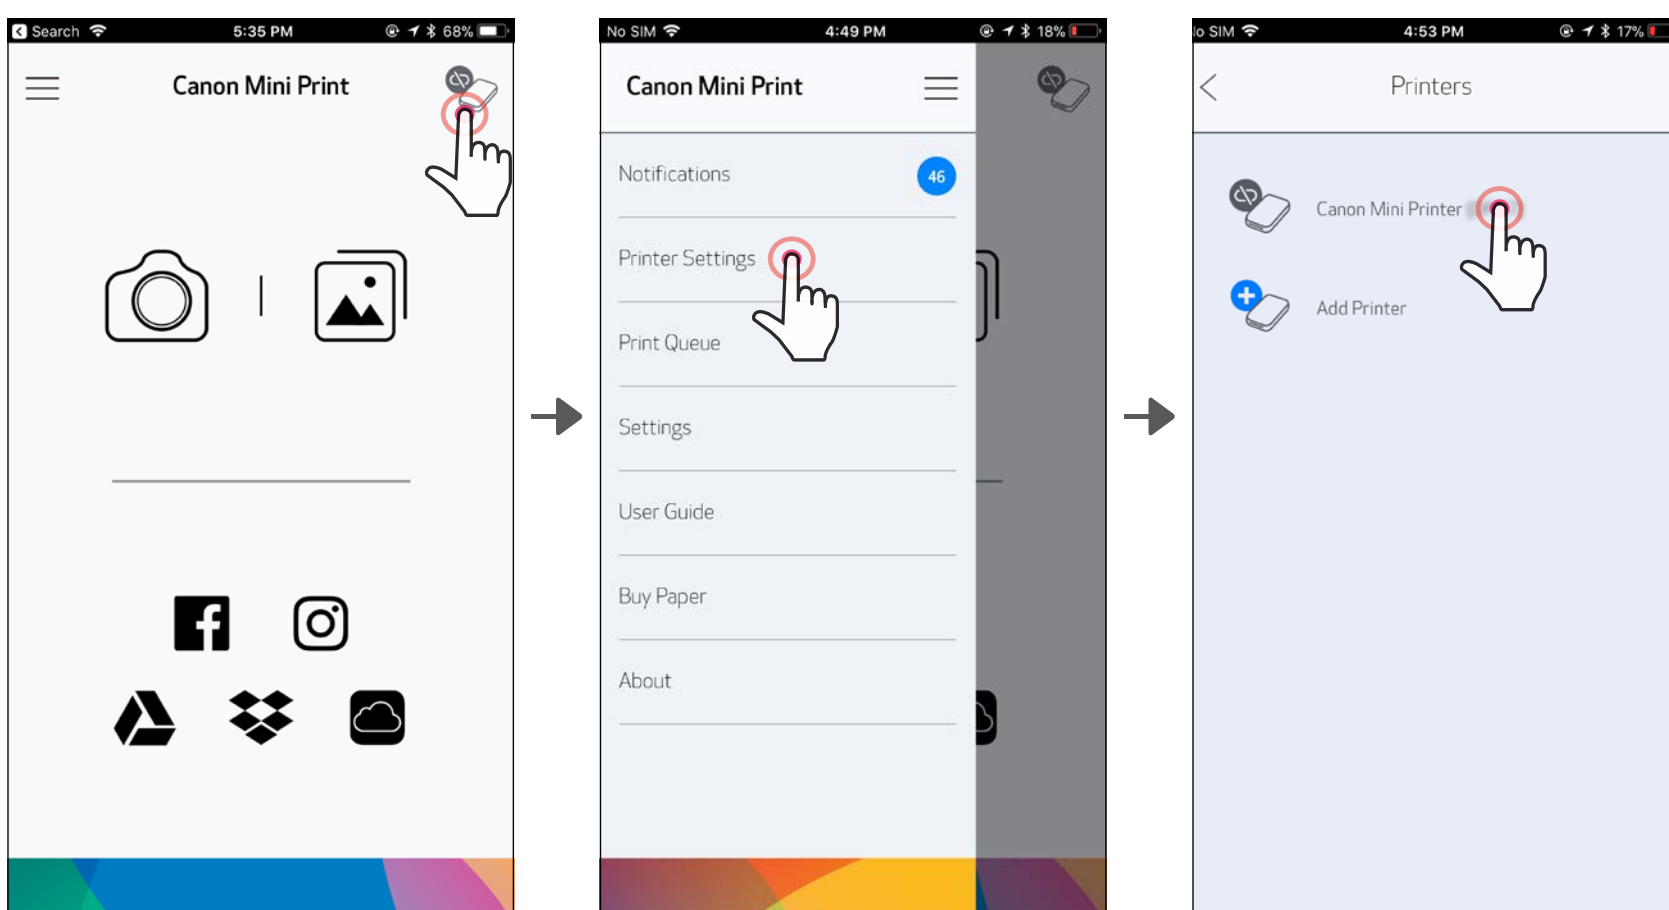 Search 5:35 PM 68%
Canon Mini Print
No SIM 4:49 PM 18%
Canon Mini Print
Notifications 46
Printer Settings
Print Queue
Settings
User Guide
Buy Paper
About
lo SIM 4:53 PM 17%
Printers
Canon Mini Printer
Add Printer